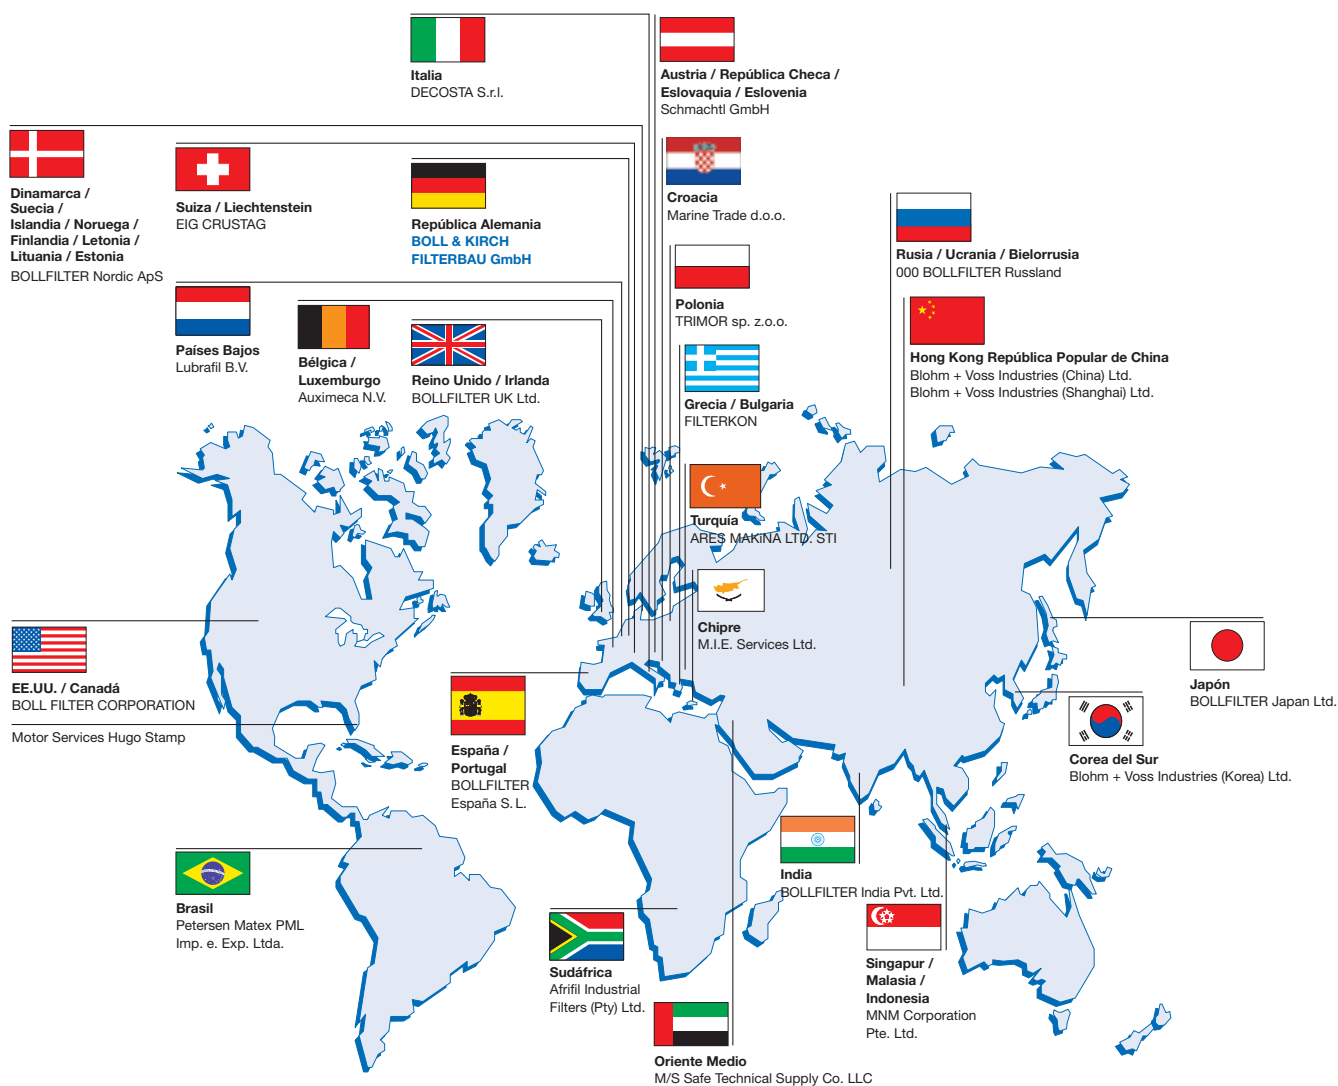 Italia
DECOSTA S.r.l.
Austria / República Checa /
Eslovaquia / Eslovenia
Schmachtl GmbH
Dinamarca /
Suecia /
Islandia / Noruega /
Finlandia / Letonia /
Lituania / Estonia
BOLLFILTER Nordic ApS
Suiza / Liechtenstein
EIG CRUSTAG
República Alemania
BOLL & KIRCH
FILTERBAU GmbH
Croacia
Marine Trade d.o.o.
Rusia / Ucrania / Bielorrusia
000 BOLLFILTER Russland
Polonia
TRIMOR sp. z.o.o.
Países Bajos
Lubrafil B.V.
Bélgica /
Luxemburgo
Auximeca N.V.
Reino Unido / Irlanda
BOLLFILTER UK Ltd.
Hong Kong República Popular de China
Blohm + Voss Industries (China) Ltd.
Blohm + Voss Industries (Shanghai) Ltd.
Grecia / Bulgaria
FILTERKON
Turquía
ARES MAKiNA LTD. STI
Chipre
M.I.E. Services Ltd.
EE.UU. / Canadá
BOLL FILTER CORPORATION
Motor Services Hugo Stamp
España /
Portugal
BOLLFILTER
España S. L.
Japón
BOLLFILTER Japan Ltd.
Corea del Sur
Blohm + Voss Industries (Korea) Ltd.
India
BOLLFILTER India Pvt. Ltd.
Brasil
Petersen Matex PML
Imp. e. Exp. Ltda.
Sudáfrica
Afrifil Industrial
Filters (Pty) Ltd.
Singapur /
Malasia /
Indonesia
MNM Corporation
Pte. Ltd.
Oriente Medio
M/S Safe Technical Supply Co. LLC